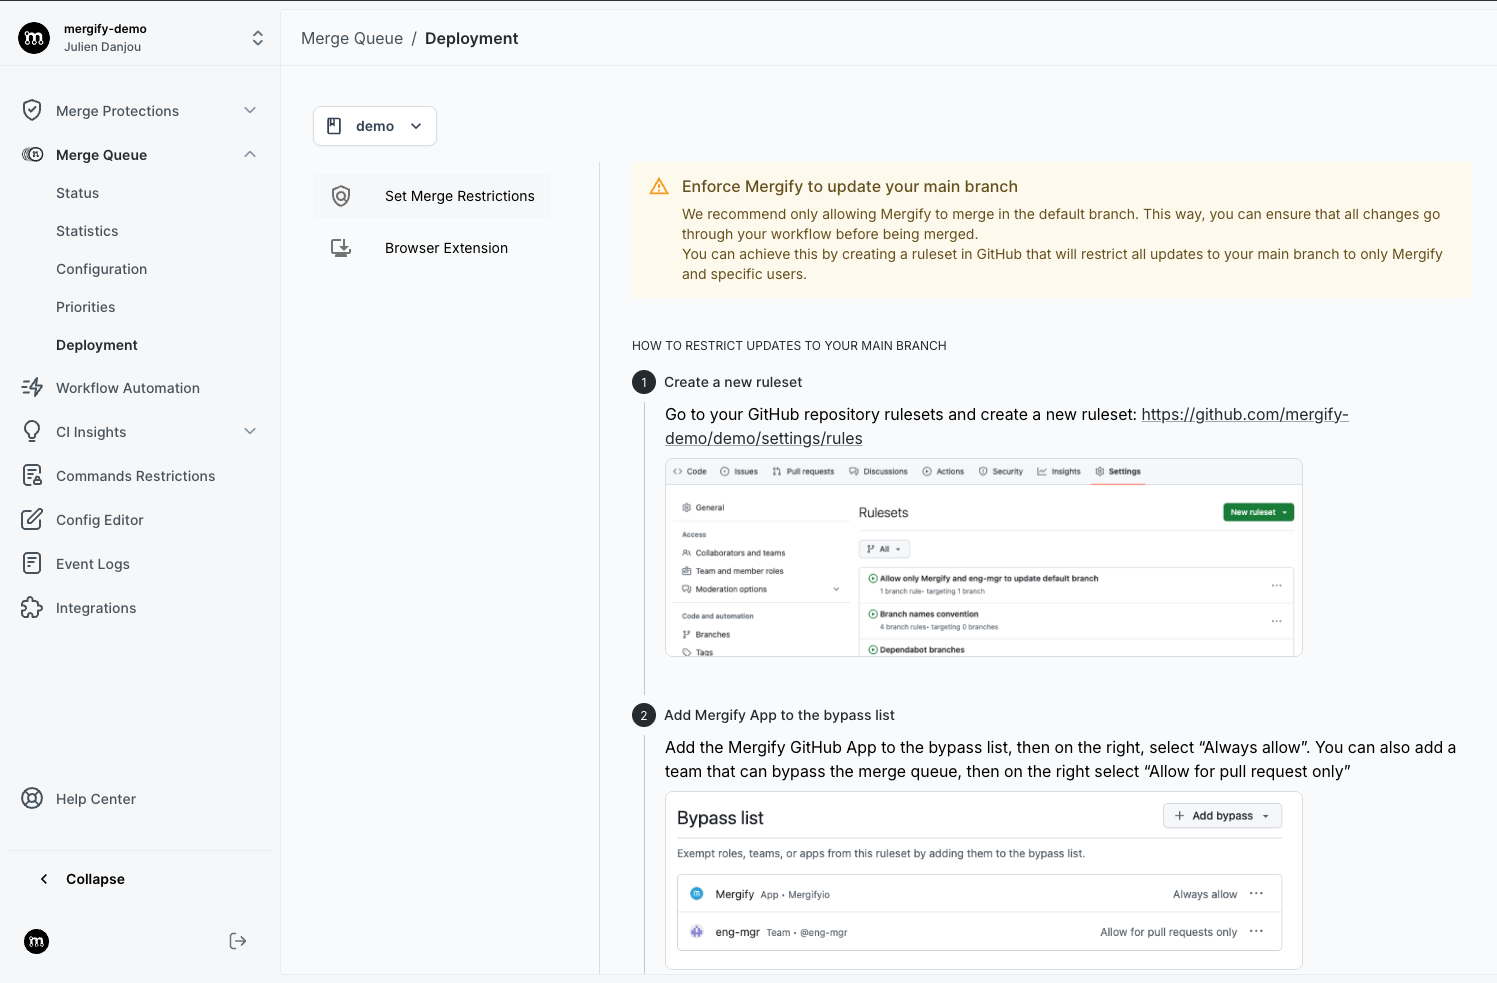 mergify-demo
Julien Danjou
Merge Protections
Merge Queue
Status
Statistics
Configuration
Priorities
Deployment
Workflow Automation
CI Insights
Commands Restrictions
Config Editor
Event Logs
Integrations
Help Center
Collapse
Merge Queue / Deployment
demo
Set Merge Restrictions
Browser Extension
Enforce Mergify to update your main branch
We recommend only allowing Mergify to merge in the default branch. This way, you can ensure that all changes go
through your workflow before being merged.
You can achieve this by creating a ruleset in GitHub that will restrict all updates to your main branch to only Mergify
and specific users.
HOW TO RESTRICT UPDATES TO YOUR MAIN BRANCH
1 Create a new ruleset
Go to your GitHub repository rulesets and create a new ruleset: https://github.com/mergify-
demo/demo/settings/rules
Code Issues Pull requests Discussions Actions Security Insights Settings
General
Access
Collaborators and teams
Team and member roles
Moderation options
Code and automation
Branches
Tags
Rulesets
New ruleset
All
Allow only Mergify and eng-mgr to update default branch
1 branch rule• targeting 1 branch
Branch names convention
4 branch rules• targeting 0 branches
Dependabot branches
2 Add Mergify App to the bypass list
Add the Mergify GitHub App to the bypass list, then on the right, select “Always allow”. You can also add a
team that can bypass the merge queue, then on the right select “Allow for pull request only”
Bypass list
+ Add bypass
Exempt roles, teams, or apps from this ruleset by adding them to the bypass list.
Mergify App • Mergifyio Always allow ...
eng-mgr Team • @eng-mgr Allow for pull requests only ...